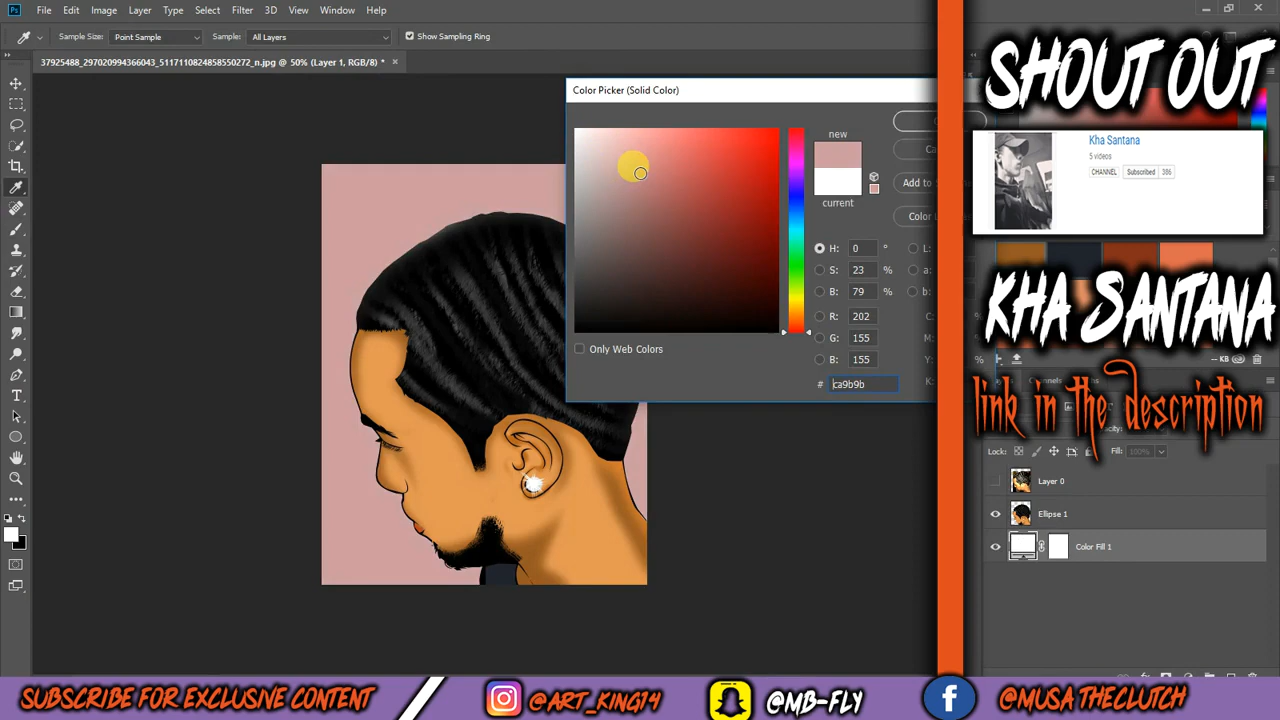 Ps File Edit Image Layer Type Select Filter 3D View Window Help
Sample Size: Point Sample Sample: All Layers Show Sampling Ring
37925488_297020994366043_5117110824858550272_n.jpg @ 50% (Layer 1, RGB/8) *
Color Picker (Solid Color)
new
current
Add to S
H: 0 °
S: 23 %
B: 79 %
R: 202
G: 155
B: 155
# ca9b9b
L:
a:
b:
C:
M:
Y: %
K:
Only Web Colors
SHOUT OUT
Kha Santana
5 videos
CHANNEL Subscribed 386
KHA SANTANA
link in the description
-- KB
Lock: Fill: 100%
Layer 0
Ellipse 1
Color Fill 1
SUBSCRIBE FOR EXCLUSIVE CONTENT @ART_KING14 @MB-FLY @MUSA THECLUTCH